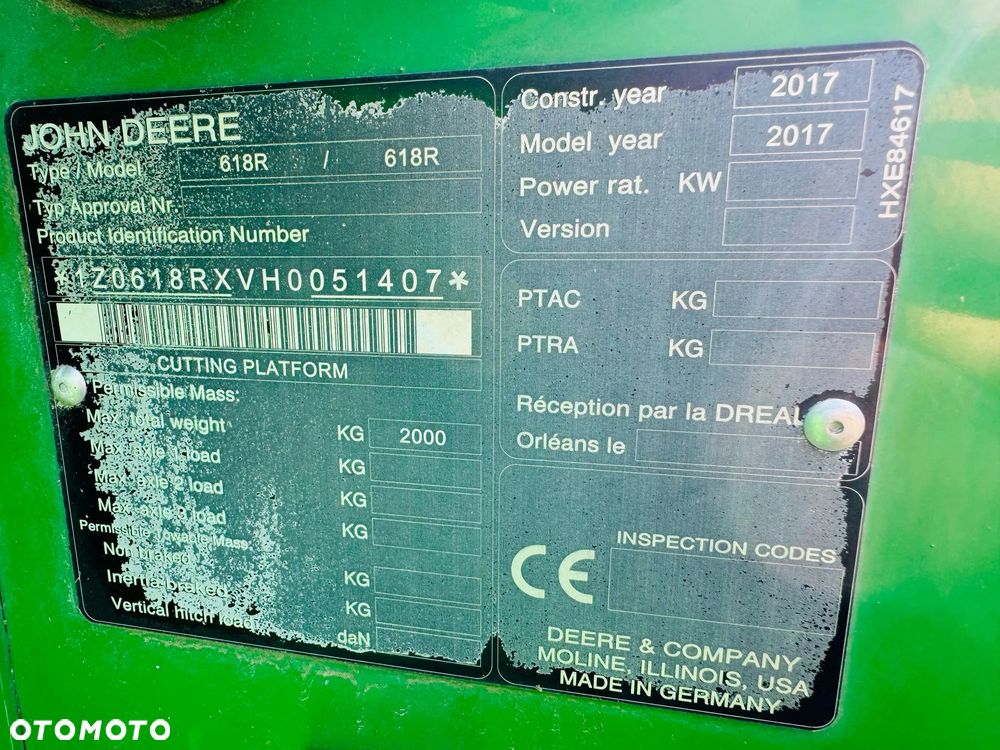 JOHN DEERE
Type / Model 618R / 618R
Typ Approval Nr.
Product Identification Number
*1Z0618RXVH0051407*
CUTTING PLATFORM
Permissible Mass:
Max. total weight KG 2000
Max. axle 1 load KG
Max. axle 2 load KG
Max. axle 3 load KG
Permissible Towable Mass:
Non braked KG
Inertia braked KG
Vertical hitch load daN
Constr. year 2017
Model year 2017
Power rat. KW
Version
HXE84617
PTAC KG
PTRA KG
Réception par la DREAL
Orléans le
CE
INSPECTION CODES
DEERE & COMPANY
MOLINE, ILLINOIS, USA
MADE IN GERMANY
OTOMOTO